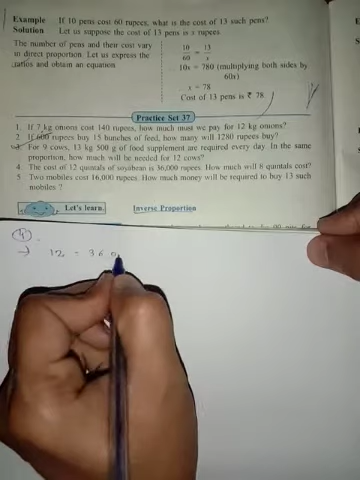 Example If 10 pens cost 60 rupees, what is the cost of 13 such pens?
Solution Let us suppose the cost of 13 pens is x rupees
The number of pens and their cost vary
in direct proportion. Let us express the
ratios and obtain an equation.
10/60 = 13/x
10x = 780 (multiplying both sides by
60x)
x = 78
Cost of 13 pens is ₹ 78
Practice Set 37
1. If 7 kg onions cost 140 rupees, how much must we pay for 12 kg onions?
2. If 600 rupees buy 15 bunches of feed, how many will 1280 rupees buy?
3. For 9 cows, 13 kg 500 g of food supplement are required every day. In the same
proportion, how much will be needed for 12 cows?
4. The cost of 12 quintals of soyabean is 36,000 rupees. How much will 8 quintals cost?
5. Two mobiles cost 16,000 rupees. How much money will be required to buy 13 such
mobiles ?
Let's learn.
Inverse Proportion
4
→ 12 = 360